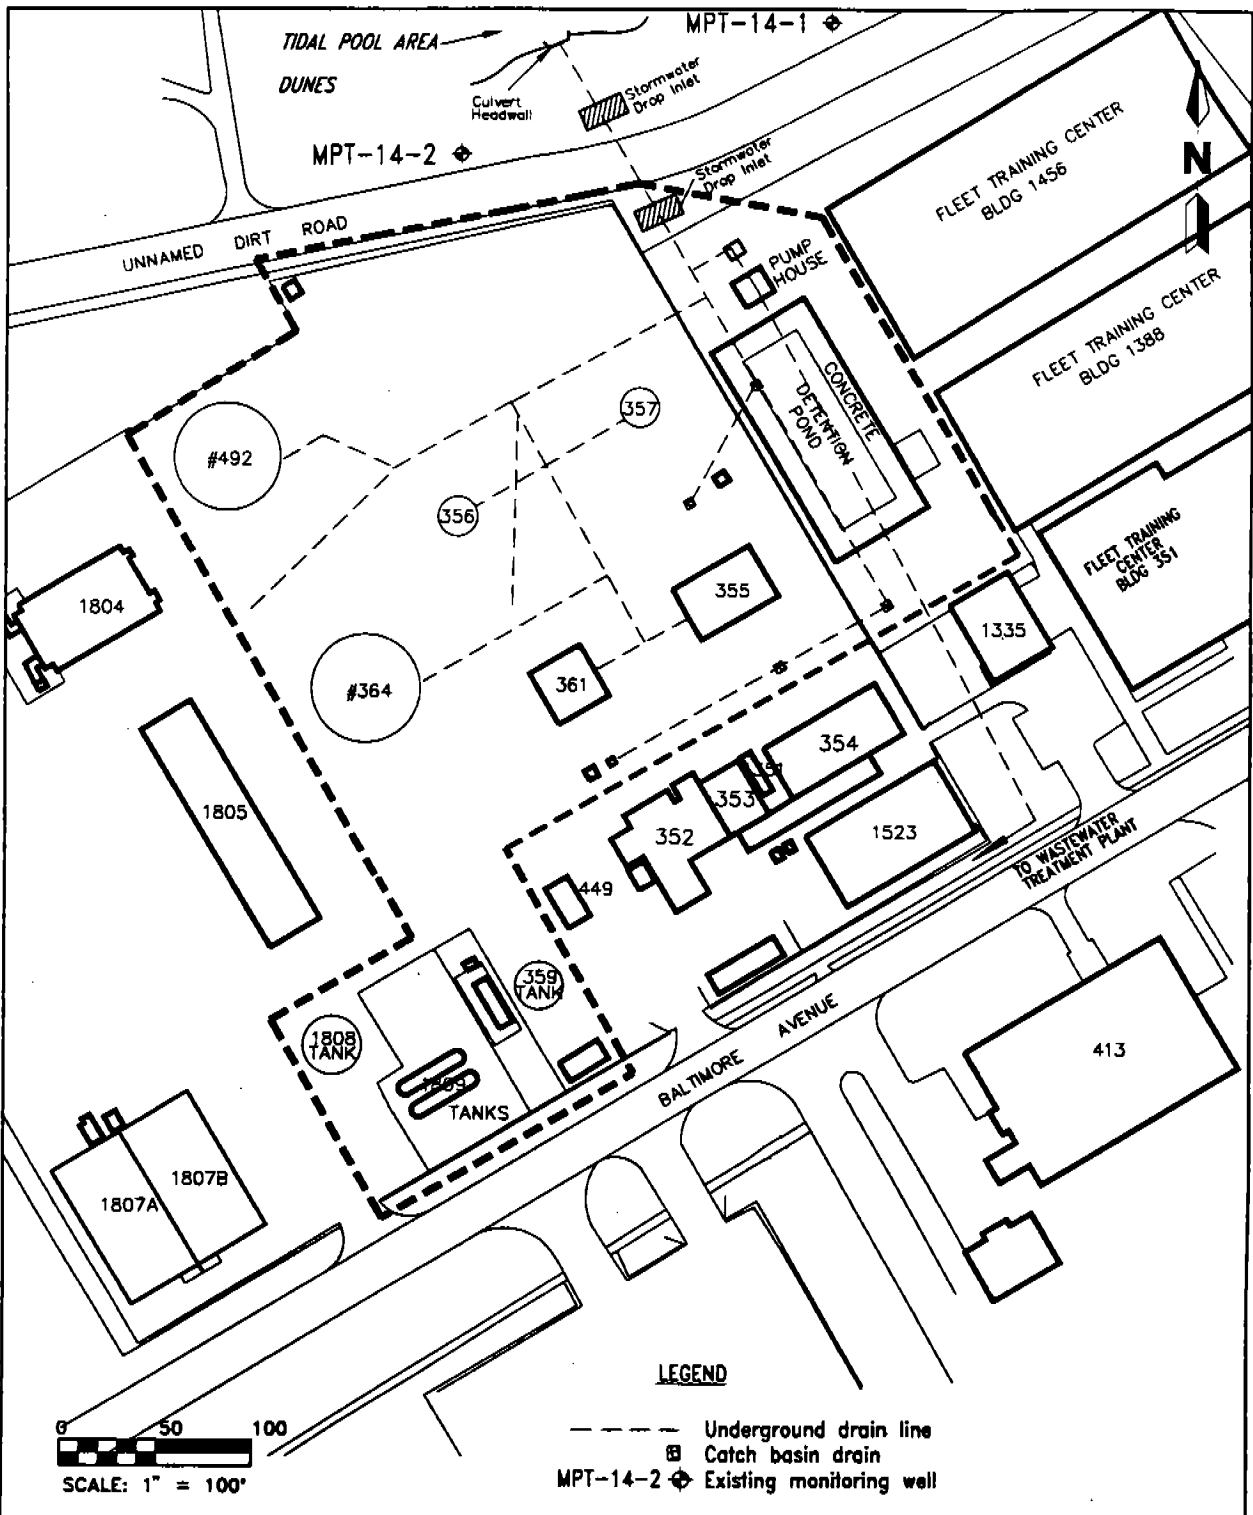 MPT-14-1
TIDAL POOL AREA
DUNES
Culvert
Headwall
Stormwater
Drop Inlet
MPT-14-2
Stormwater
Drop Inlet
FLEET TRAINING CENTER
BLDG 1456
N
UNNAMED DIRT ROAD
PUMP
HOUSE
FLEET TRAINING CENTER
BLDG 1388
CONCRETE
DETENTION
POND
357
#492
356
FLEET TRAINING
CENTER
BLDG 351
1804
355
1335
#364
361
354
353
352
1805
1523
TO WASTEWATER
TREATMENT PLANT
449
359
TANK
1808
TANK
BALTIMORE AVENUE
413
1809
TANKS
1807B
1807A
LEGEND
0 50 100
SCALE: 1" = 100'
Underground drain line
Catch basin drain
MPT-14-2 Existing monitoring well